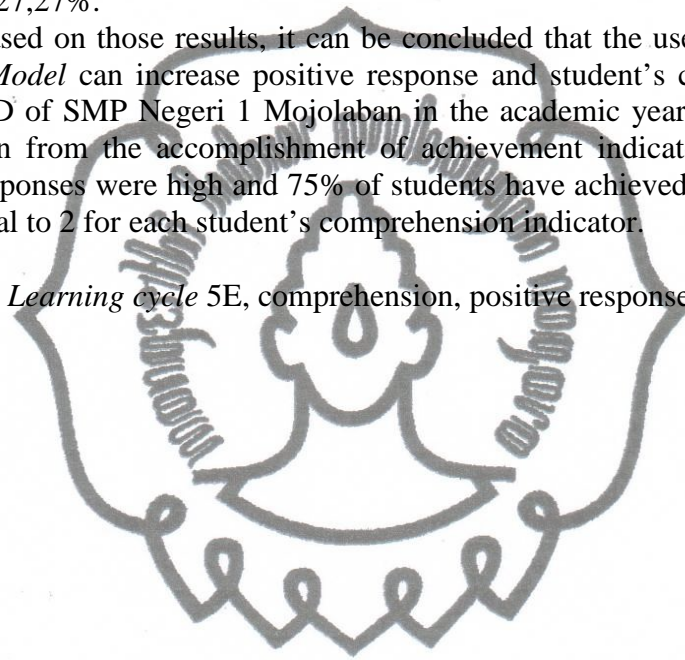 27,27%.
ased on those results, it can be concluded that the use
Model can increase positive response and student's c
D of SMP Negeri 1 Mojolaban in the academic year
n from the accomplishment of achievement indicat
sponses were high and 75% of students have achieved
al to 2 for each student's comprehension indicator.
Learning cycle 5E, comprehension, positive response